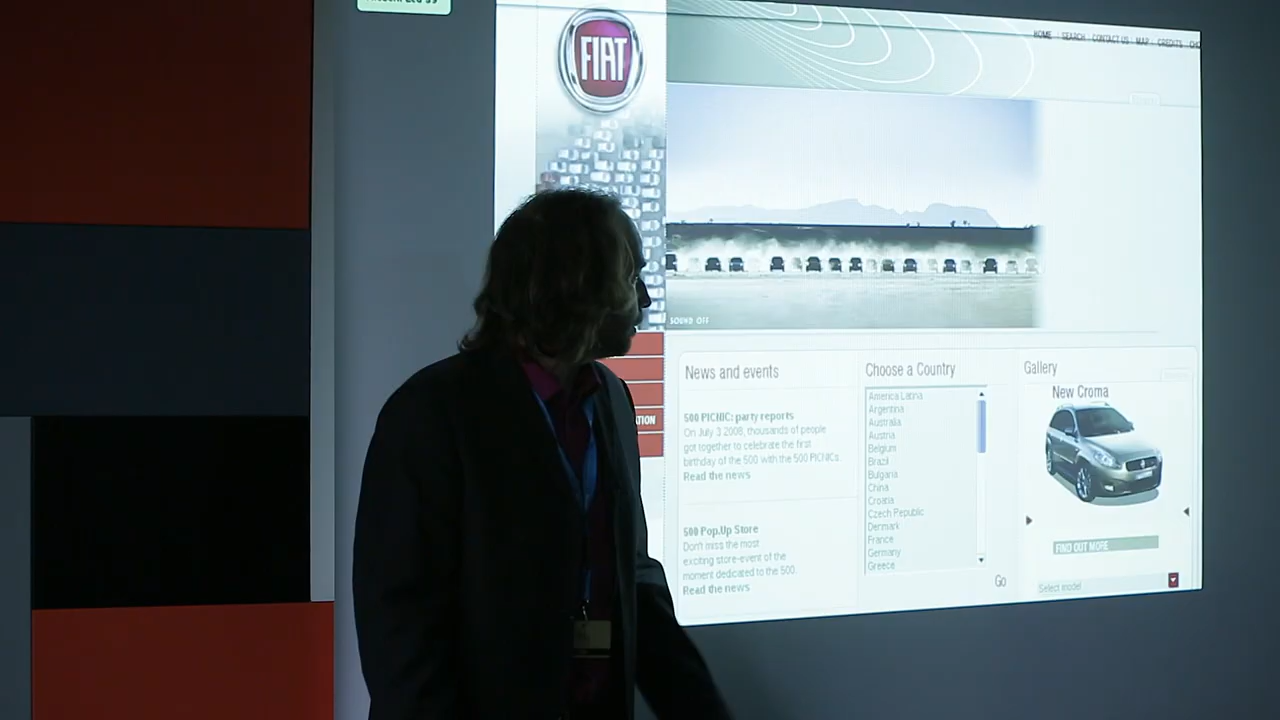 FIAT
HOME SEARCH CONTACT US MAP CREDITS
SOUND OFF
News and events
500 PICNIC: party reports
On July 3 2008, thousands of people
got together to celebrate the first
birthday of the 500 with the 500 PICNICs.
Read the news
500 Pop.Up Store
Don't miss the most
exciting store-event of the
moment dedicated to the 500.
Read the news
Choose a Country
America Latina
Argentina
Australia
Austria
Belgium
Brazil
Bulgaria
China
Croatia
Czech Republic
Denmark
France
Germany
Greece
Go
Gallery
New Croma
FIND OUT MORE
Select model